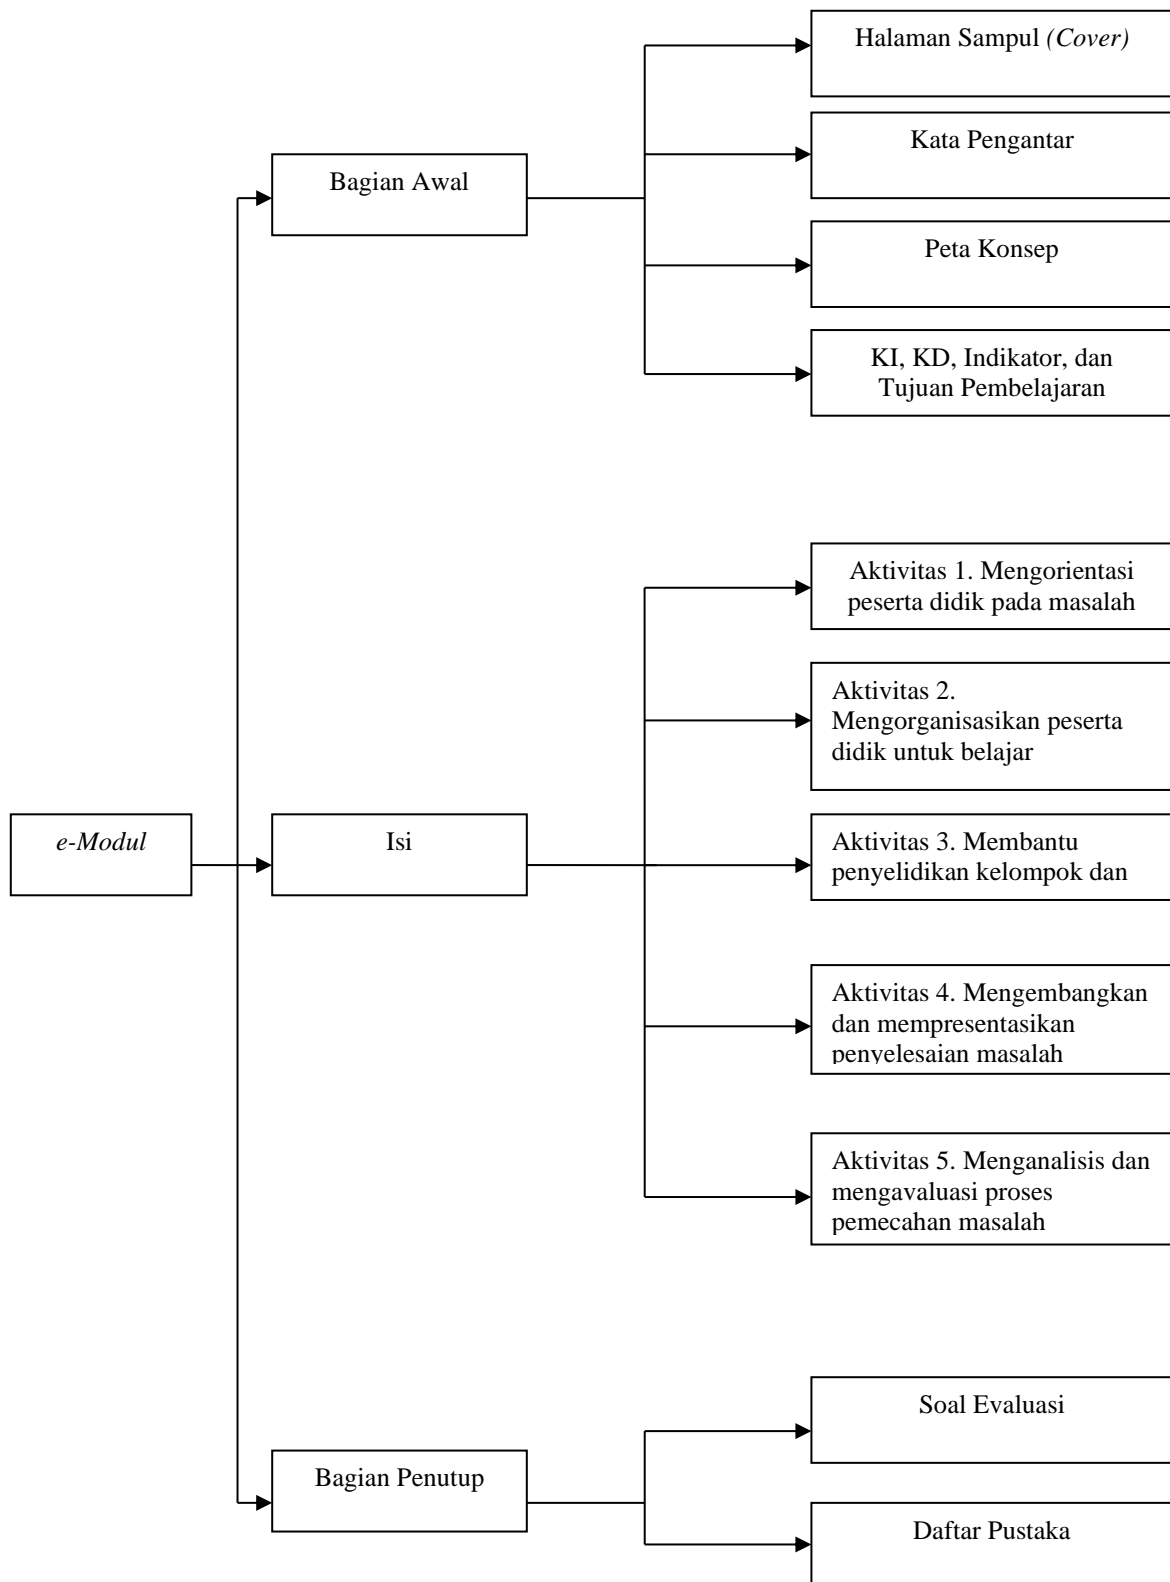 Halaman Sampul (Cover)
Kata Pengantar
Bagian Awal
Peta Konsep
KI, KD, Indikator, dan
Tujuan Pembelajaran
Aktivitas 1. Mengorientasi
peserta didik pada masalah
Aktivitas 2.
Mengorganisasikan peserta
didik untuk belajar
e-Modul
Isi
Aktivitas 3. Membantu
penyelidikan kelompok dan
Aktivitas 4. Mengembangkan
dan mempresentasikan
penyelesaian masalah
Aktivitas 5. Menganalisis dan
mengavaluasi proses
pemecahan masalah
Soal Evaluasi
Bagian Penutup
Daftar Pustaka